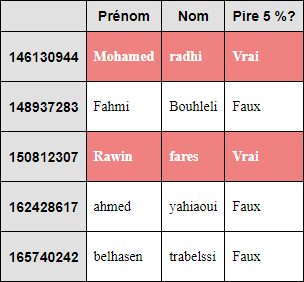 Prénom Nom Pire 5 %?
146130944 Mohamed radhi Vrai
148937283 Fahmi Bouhleli Faux
150812307 Rawin fares Vrai
162428617 ahmed yahiaoui Faux
165740242 belhasen trabelssi Faux